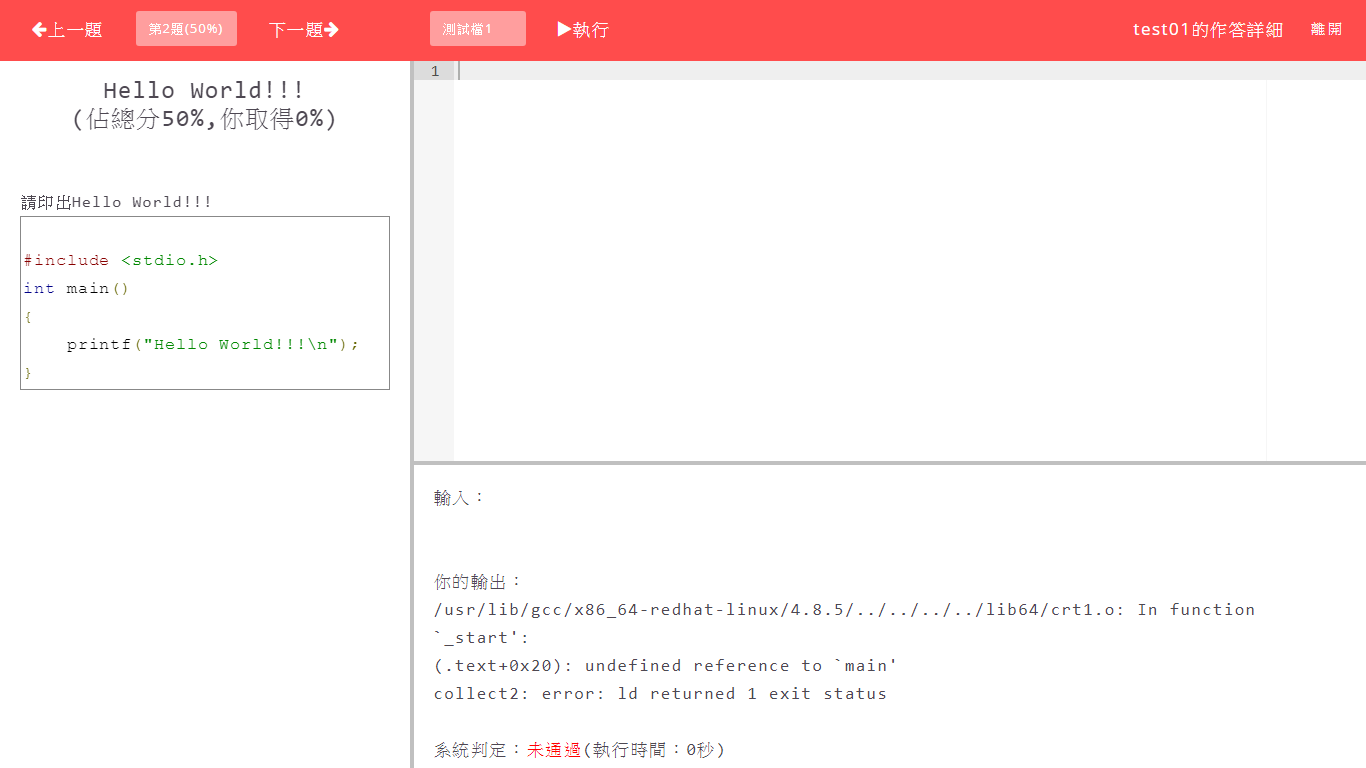 上一題 第2題(50%) 下一題 測試檔1 執行 test01的作答詳細 離開
Hello World!!!
(佔總分50%,你取得0%)
請印出Hello World!!!
#include <stdio.h>
int main()
{
    printf("Hello World!!!\n");
}
1
輸入：
你的輸出：
/usr/lib/gcc/x86_64-redhat-linux/4.8.5/../../../../lib64/crt1.o: In function
`_start':
(.text+0x20): undefined reference to `main'
collect2: error: ld returned 1 exit status
系統判定：未通過(執行時間：0秒)